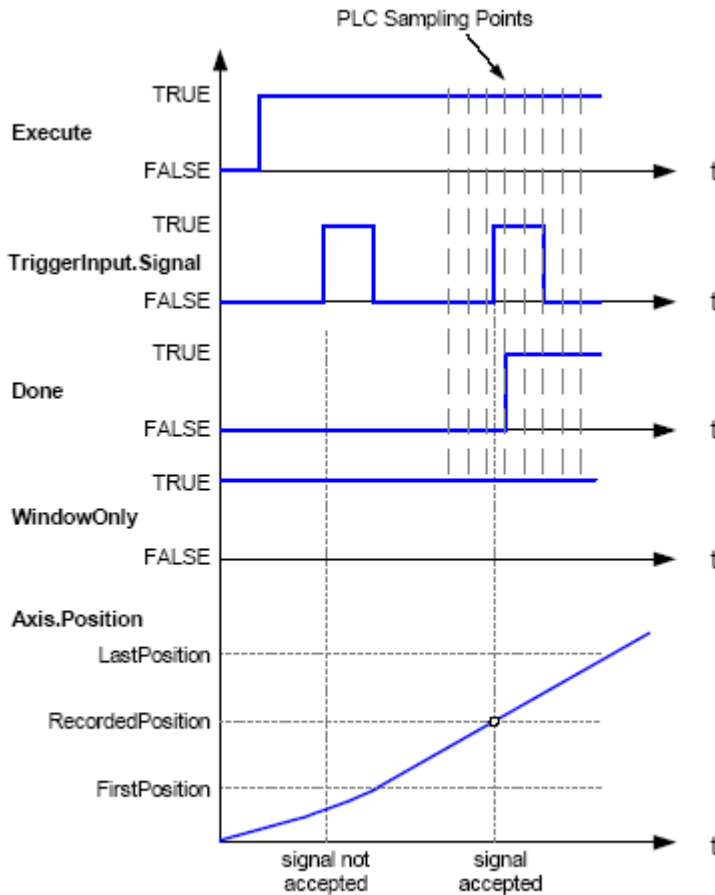 PLC Sampling Points
TRUE
Execute
FALSE
t
TRUE
TriggerInput.Signal
FALSE
t
TRUE
Done
FALSE
t
TRUE
WindowOnly
FALSE
t
Axis.Position
LastPosition
RecordedPosition
FirstPosition
t
signal not
accepted
signal
accepted